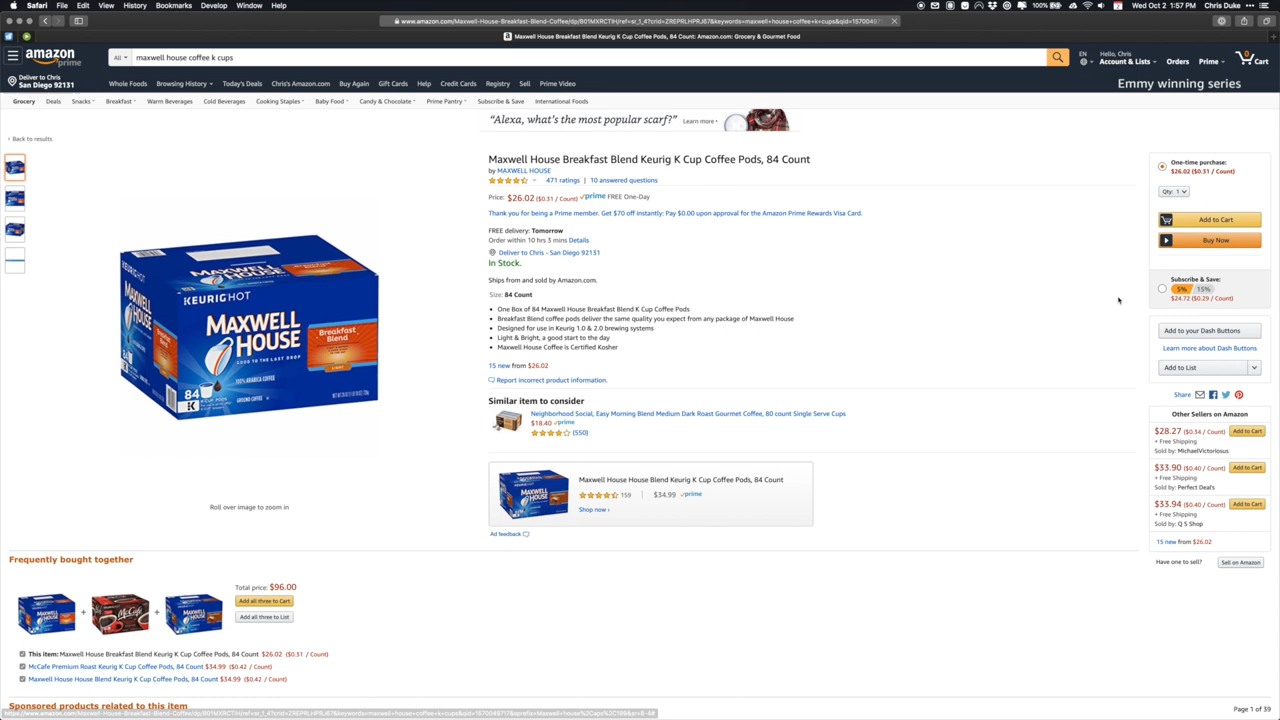 Safari File Edit View History Bookmarks Develop Window Help
100% Wed Oct 2 1:57 PM Chris Duke
Maxwell House Breakfast Blend Keurig K Cup Coffee Pods, 84 Count: Amazon.com: Grocery & Gourmet Food
amazon prime
All maxwell house coffee k cups
EN Hello, Chris
Account & Lists Orders Prime 0 Cart
Deliver to Chris
San Diego 92131
Whole Foods Browsing History Today's Deals Chris's Amazon.com Buy Again Gift Cards Help Credit Cards Registry Sell Prime Video
Emmy winning series
Grocery Deals Snacks Breakfast Warm Beverages Cold Beverages Cooking Staples Baby Food Candy & Chocolate Prime Pantry Subscribe & Save International Foods
"Alexa, what's the most popular scarf?" Learn more
‹ Back to results
Maxwell House Breakfast Blend Keurig K Cup Coffee Pods, 84 Count
by MAXWELL HOUSE
471 ratings | 10 answered questions
Price: $26.02 ($0.31 / Count) prime FREE One-Day
Thank you for being a Prime member. Get $70 off instantly: Pay $0.00 upon approval for the Amazon Prime Rewards Visa Card.
FREE delivery: Tomorrow
Order within 10 hrs 3 mins Details
Deliver to Chris - San Diego 92131
In Stock.
Ships from and sold by Amazon.com.
Size: 84 Count
• One Box of 84 Maxwell House Breakfast Blend K Cup Coffee Pods
• Breakfast Blend coffee pods deliver the same quality you expect from any package of Maxwell House
• Designed for use in Keurig 1.0 & 2.0 brewing systems
• Light & Bright, a good start to the day
• Maxwell House Coffee is Certified Kosher
15 new from $26.02
Report incorrect product information.
Similar item to consider
Neighborhood Social, Easy Morning Blend Medium Dark Roast Gourmet Coffee, 80 count Single Serve Cups
$18.40 prime
(550)
Maxwell House House Blend Keurig K Cup Coffee Pods, 84 Count
159 | $34.99 prime
Shop now ›
Ad feedback
KEURIG HOT
MAXWELL HOUSE
GOOD TO THE LAST DROP
100% ARABICA COFFEE
Breakfast Blend
LIGHT
84
GROUND COFFEE
Roll over image to zoom in
One-time purchase:
$26.02 ($0.31 / Count)
Qty: 1
Add to Cart
Buy Now
Subscribe & Save:
5% 15%
$24.72 ($0.29 / Count)
Add to your Dash Buttons
Learn more about Dash Buttons
Add to List
Share
Other Sellers on Amazon
$28.27 ($0.34 / Count) Add to Cart
+ Free Shipping
Sold by: MichaelVictoriosus
$33.90 ($0.40 / Count) Add to Cart
+ Free Shipping
Sold by: Perfect Deal's
$33.94 ($0.40 / Count) Add to Cart
+ Free Shipping
Sold by: Q S Shop
15 new from $26.02
Have one to sell? Sell on Amazon
Frequently bought together
Total price: $96.00
Add all three to Cart
Add all three to List
This item: Maxwell House Breakfast Blend Keurig K Cup Coffee Pods, 84 Count $26.02 ($0.31 / Count)
McCafe Premium Roast Keurig K Cup Coffee Pods, 84 Count $34.99 ($0.42 / Count)
Maxwell House House Blend Keurig K Cup Coffee Pods, 84 Count $34.99 ($0.42 / Count)
Sponsored products related to this item
Page 1 of 39